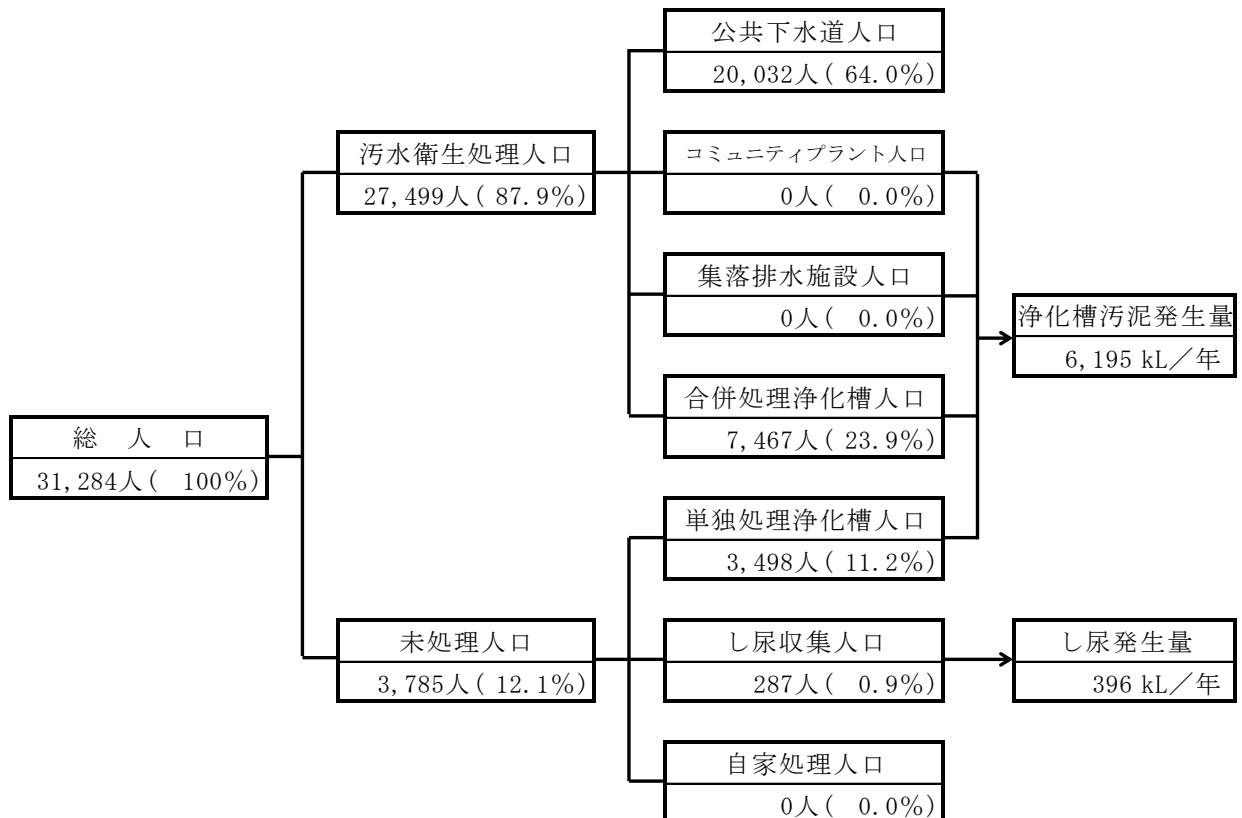 公共下水道人口
20,032人( 64.0%)
汚水衛生処理人口
27,499人( 87.9%)
コミュニティプラント人口
0人( 0.0%)
集落排水施設人口
0人( 0.0%)
浄化槽汚泥発生量
6,195 kL／年
合併処理浄化槽人口
7,467人( 23.9%)
総 人 口
31,284人( 100%)
単独処理浄化槽人口
3,498人( 11.2%)
未処理人口
3,785人( 12.1%)
し尿収集人口
287人( 0.9%)
し尿発生量
396 kL／年
自家処理人口
0人( 0.0%)